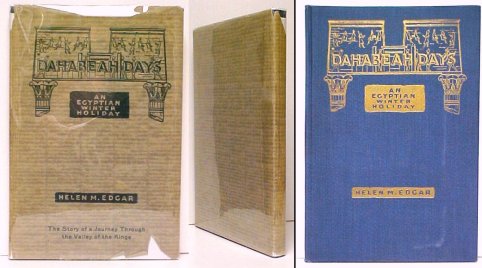 DAHABEAH DAYS
AN
EGYPTIAN
WINTER
HOLIDAY
HELEN M. EDGAR
The Story of a Journey Through
the Valley of the Kings
DAHABEAH DAYS
AN
EGYPTIAN
WINTER
HOLIDAY
HELEN M. EDGAR